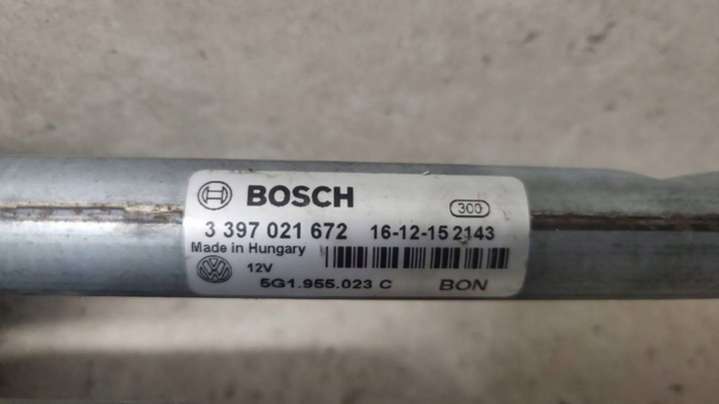 BOSCH
300
3 397 021 672 16-12-15 2143
Made in Hungary
12V
5G1.955.023 C BON